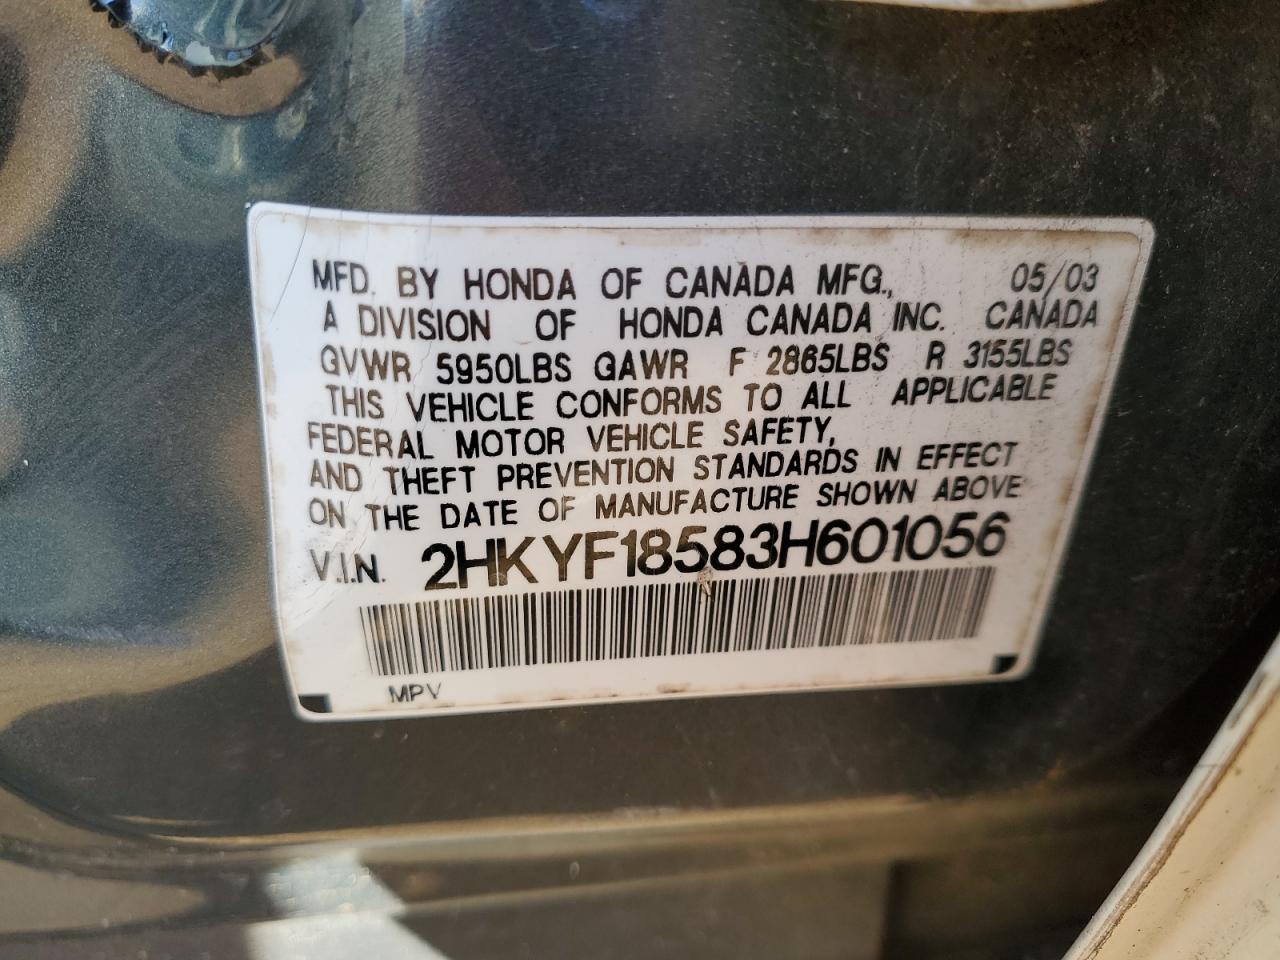 MFD. BY HONDA OF CANADA MFG., 05/03
A DIVISION OF HONDA CANADA INC. CANADA
GVWR 5950LBS GAWR F 2865LBS R 3155LBS
THIS VEHICLE CONFORMS TO ALL APPLICABLE
FEDERAL MOTOR VEHICLE SAFETY,
AND THEFT PREVENTION STANDARDS IN EFFECT
ON THE DATE OF MANUFACTURE SHOWN ABOVE
V.I.N. 2HKYF18583H601056
MPV